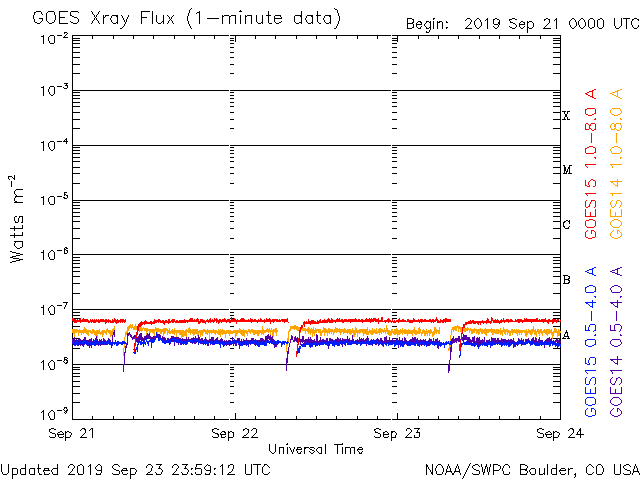 GOES Xray Flux (1-minute data)
Begin: 2019 Sep 21 0000 UTC
10⁻²
10⁻³
10⁻⁴
10⁻⁵
10⁻⁶
10⁻⁷
10⁻⁸
10⁻⁹
Watts m⁻²
X
M
C
B
A
GOES15 1.0-8.0 A
GOES14 1.0-8.0 A
GOES15 0.5-4.0 A
GOES14 0.5-4.0 A
Sep 21 Sep 22 Sep 23 Sep 24
Universal Time
Updated 2019 Sep 23 23:59:12 UTC
NOAA/SWPC Boulder, CO USA